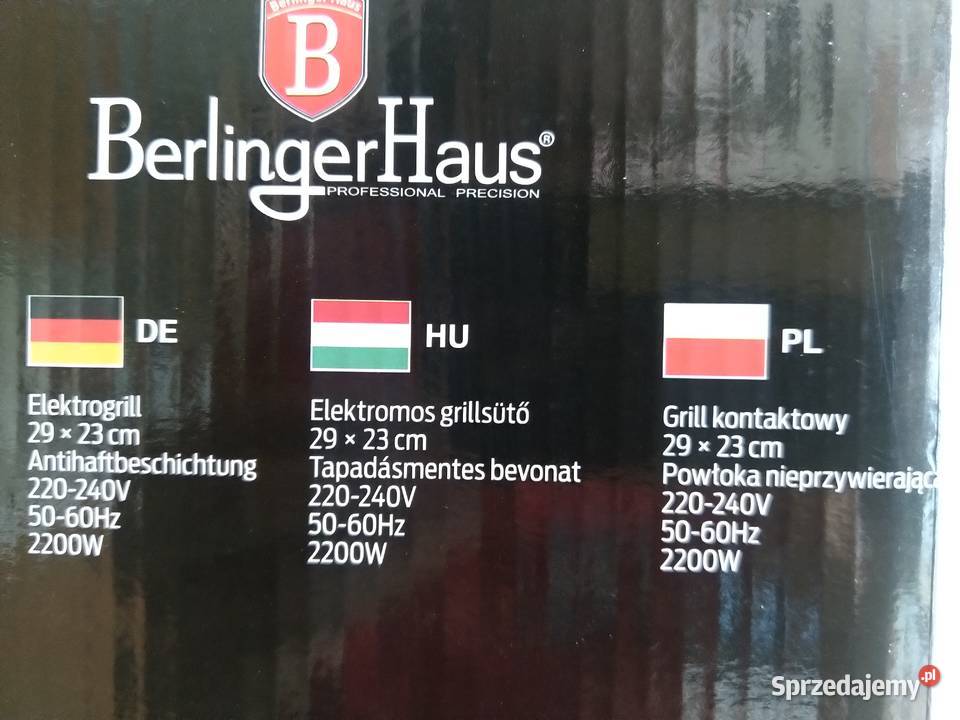 Berlinger Haus
B
BerlingerHaus®
PROFESSIONAL PRECISION
DE
Elektrogrill
29 × 23 cm
Antihaftbeschichtung
220-240V
50-60Hz
2200W
HU
Elektromos grillsütő
29 × 23 cm
Tapadásmentes bevonat
220-240V
50-60Hz
2200W
PL
Grill kontaktowy
29 × 23 cm
Powłoka nieprzywierająca
220-240V
50-60Hz
2200W
Sprzedajemy.pl